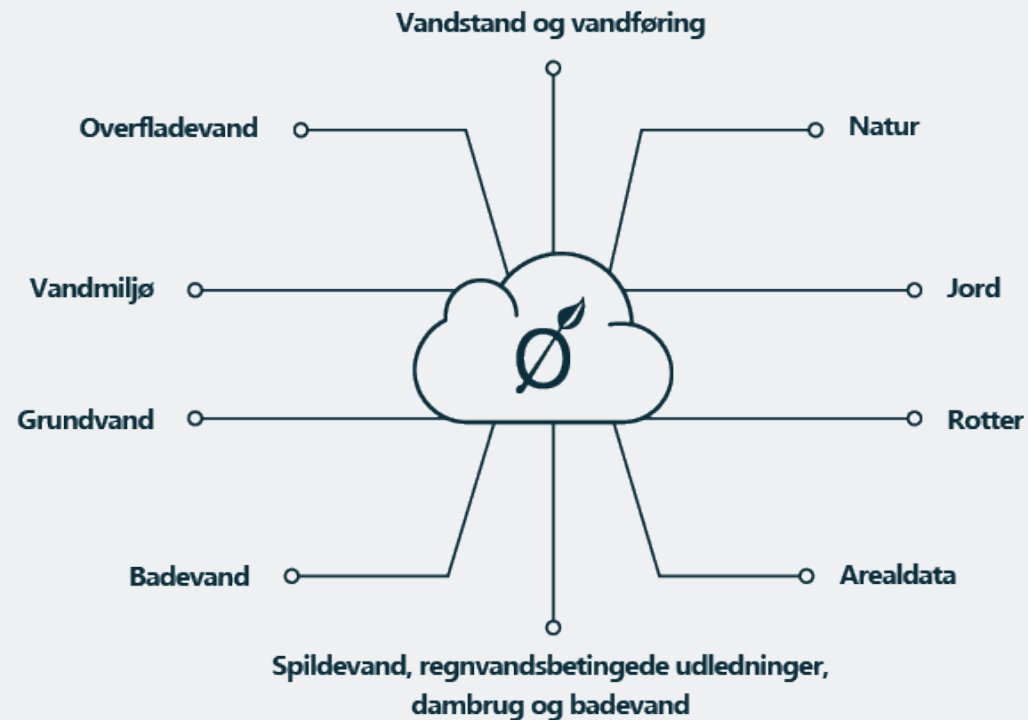 Vandstand og vandføring
Overfladevand
Natur
Vandmiljø
Jord
Ø
Grundvand
Rotter
Badevand
Arealdata
Spildevand, regnvandsbetingede udledninger,
dambrug og badevand